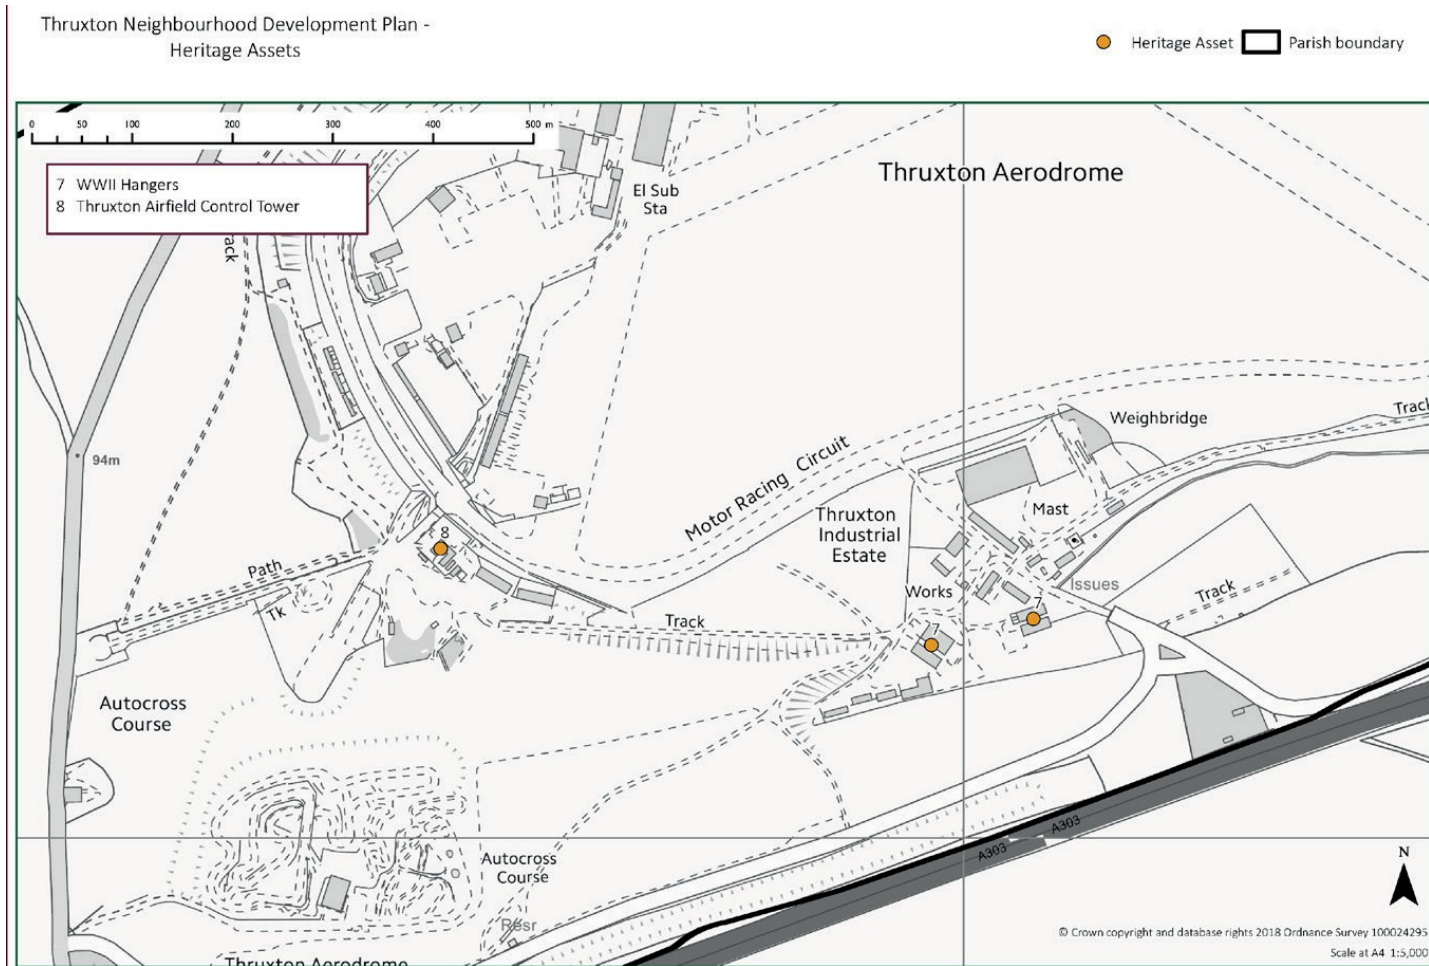 Thruxton Neighbourhood Development Plan -
Heritage Assets
Heritage Asset
Parish boundary
0 50 100 200 300 400 500 m
7 WWII Hangers
8 Thruxton Airfield Control Tower
Thruxton Aerodrome
El Sub
Sta
94m
Weighbridge
Track
Motor Racing Circuit
Thruxton
Industrial
Estate
Mast
8
Path
Tk
Works
Issues
7
Track
Track
Autocross
Course
A303
A303
Autocross
Course
Resr
N
Thruxton Aerodrome
© Crown copyright and database rights 2018 Ordnance Survey 100024295
Scale at A4 1:5,000